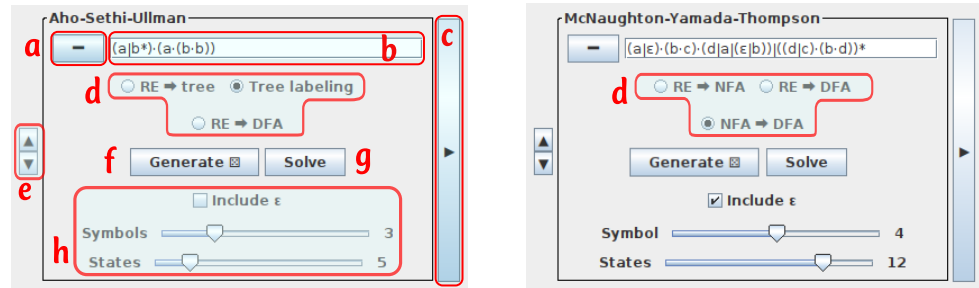 Aho-Sethi-Ullman
a
(a|b*)·(a·(b·b))
b
c
d
RE ➡ tree
Tree labeling
RE ➡ DFA
e
f
Generate ⚄
Solve
g
h
Include ε
Symbols
3
States
5
McNaughton-Yamada-Thompson
(a|ε)·(b·c)·(d|a|(ε|b))|((d|c)·(b·d))*
d
RE ➡ NFA
RE ➡ DFA
NFA ➡ DFA
Generate ⚄
Solve
Include ε
Symbol
4
States
12